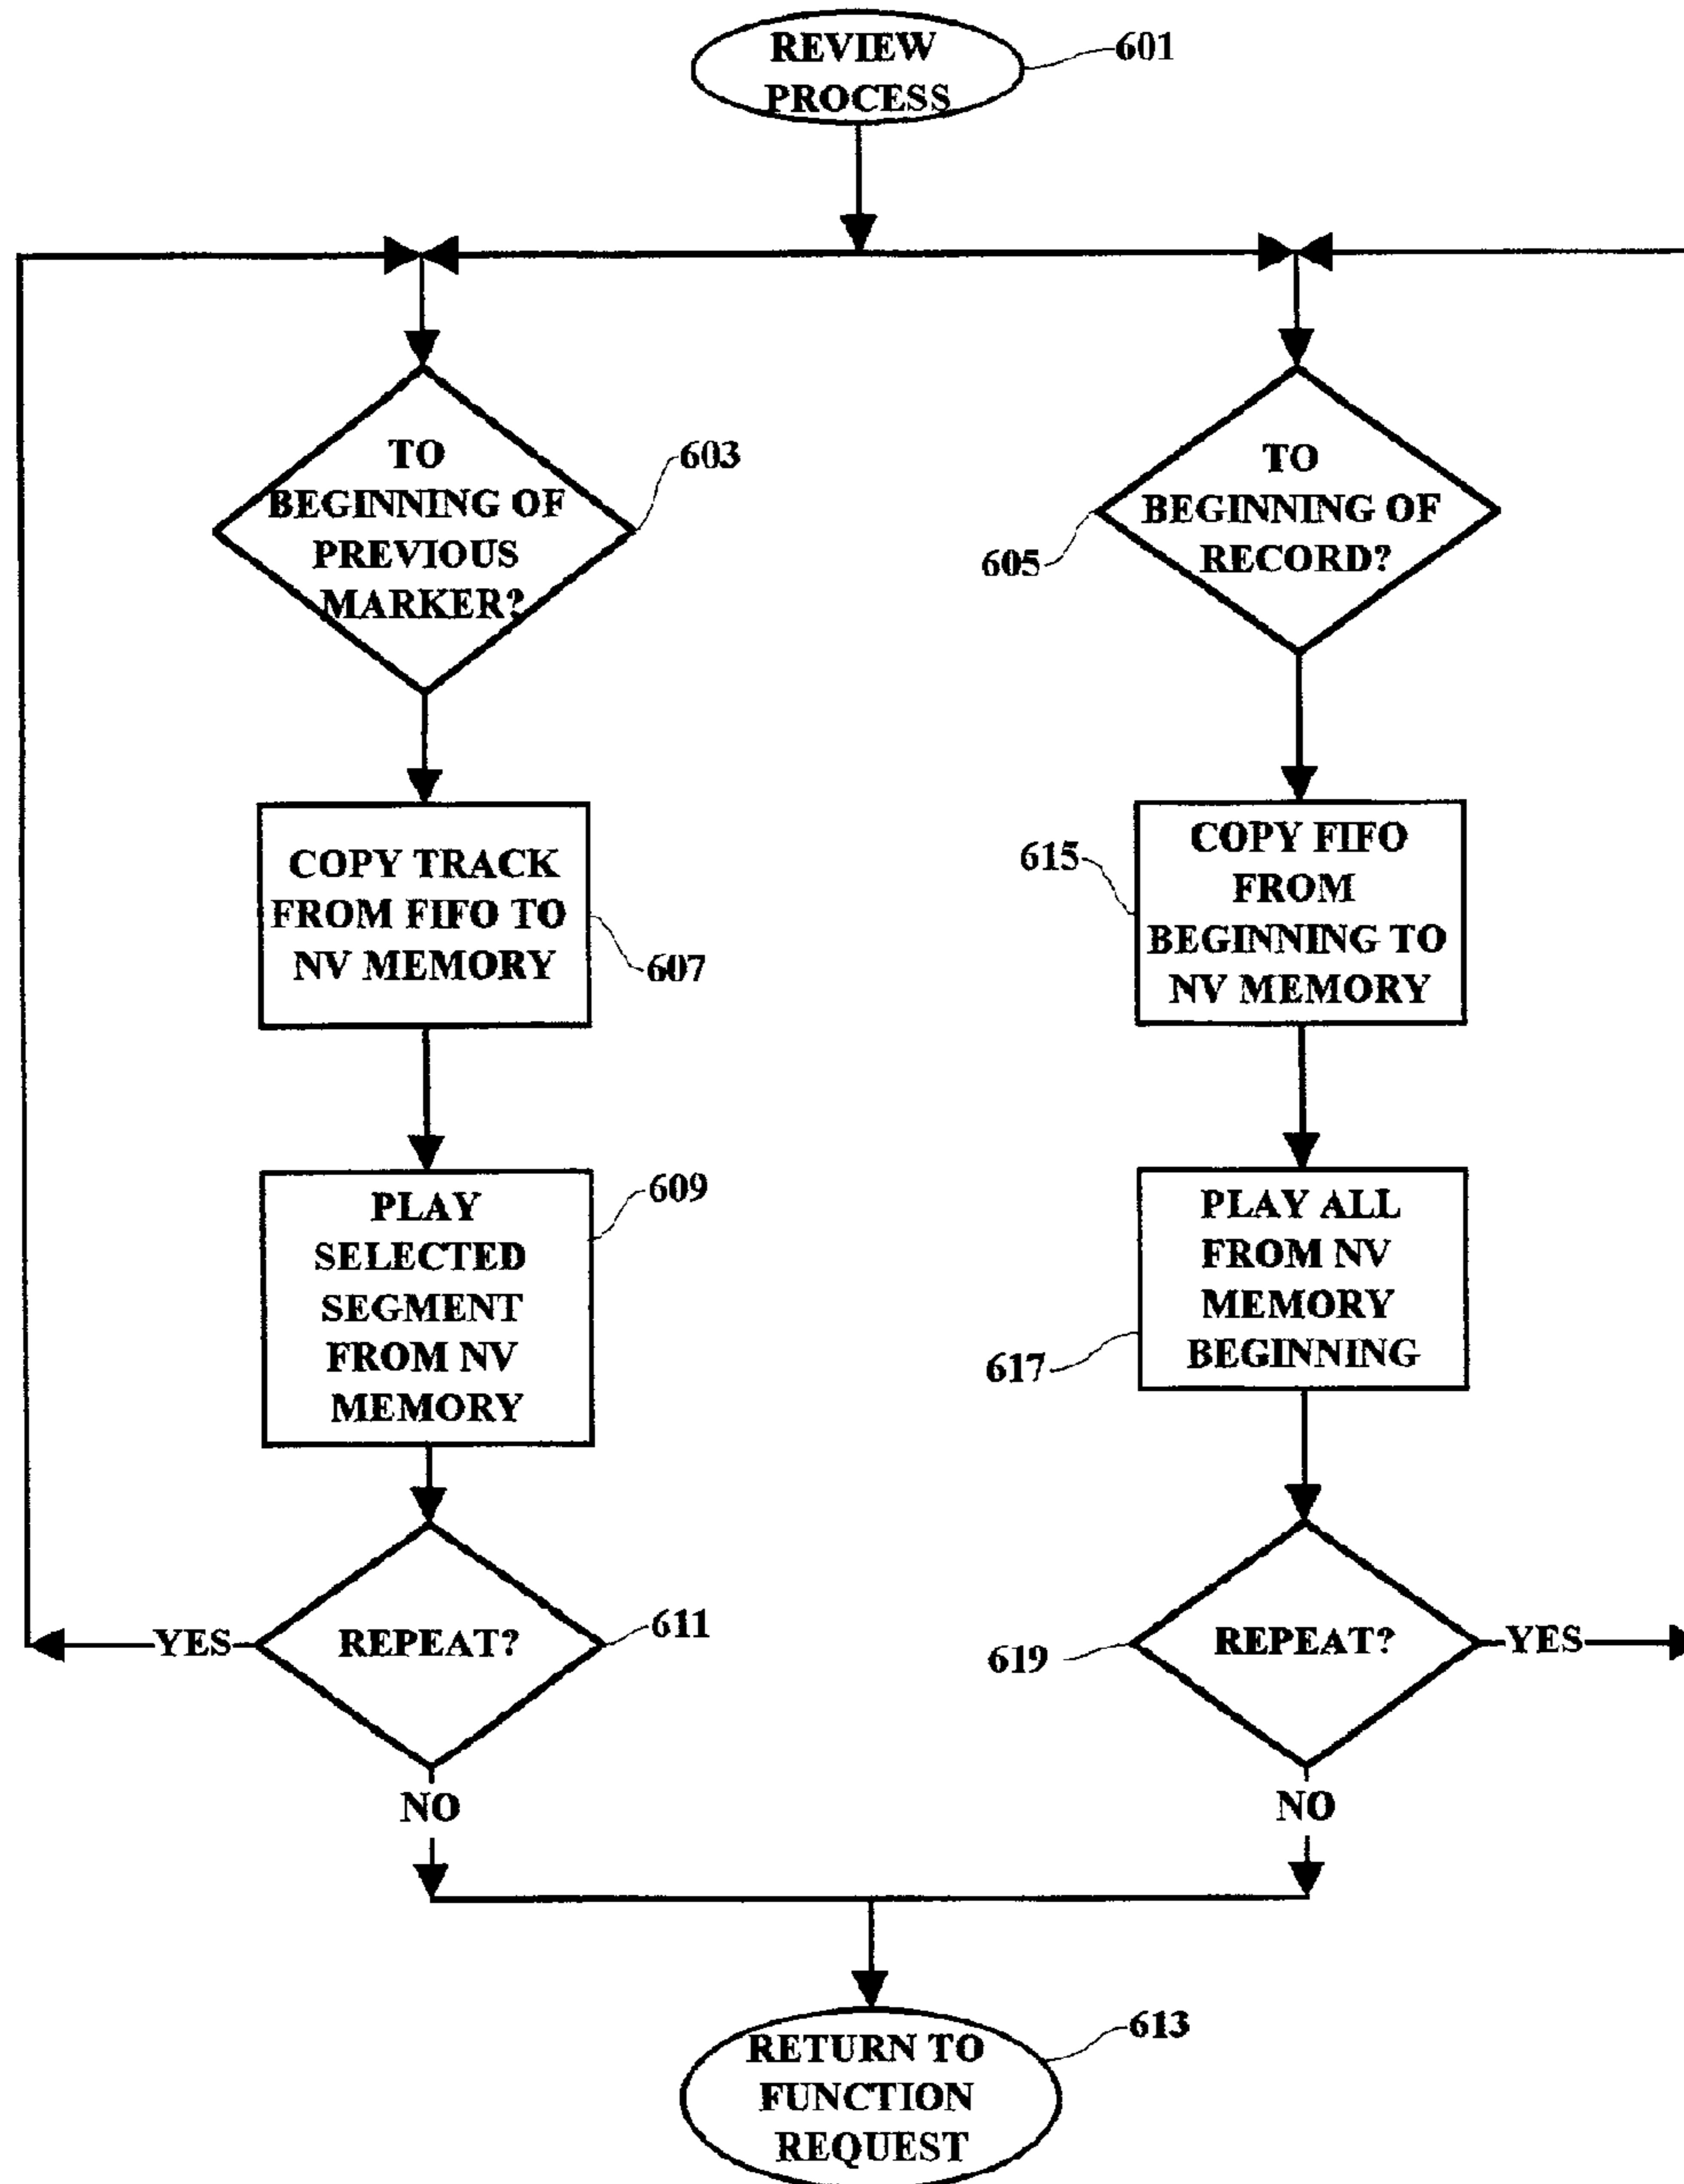 REVIEW
PROCESS
601
TO
BEGINNING OF
PREVIOUS
MARKER?
603
TO
BEGINNING OF
RECORD?
605
COPY TRACK
FROM FIFO TO
NV MEMORY
607
COPY FIFO
FROM
BEGINNING TO
NV MEMORY
615
PLAY
SELECTED
SEGMENT
FROM NV
MEMORY
609
PLAY ALL
FROM NV
MEMORY
BEGINNING
617
YES
REPEAT?
611
NO
619
REPEAT?
YES
NO
RETURN TO
FUNCTION
REQUEST
613